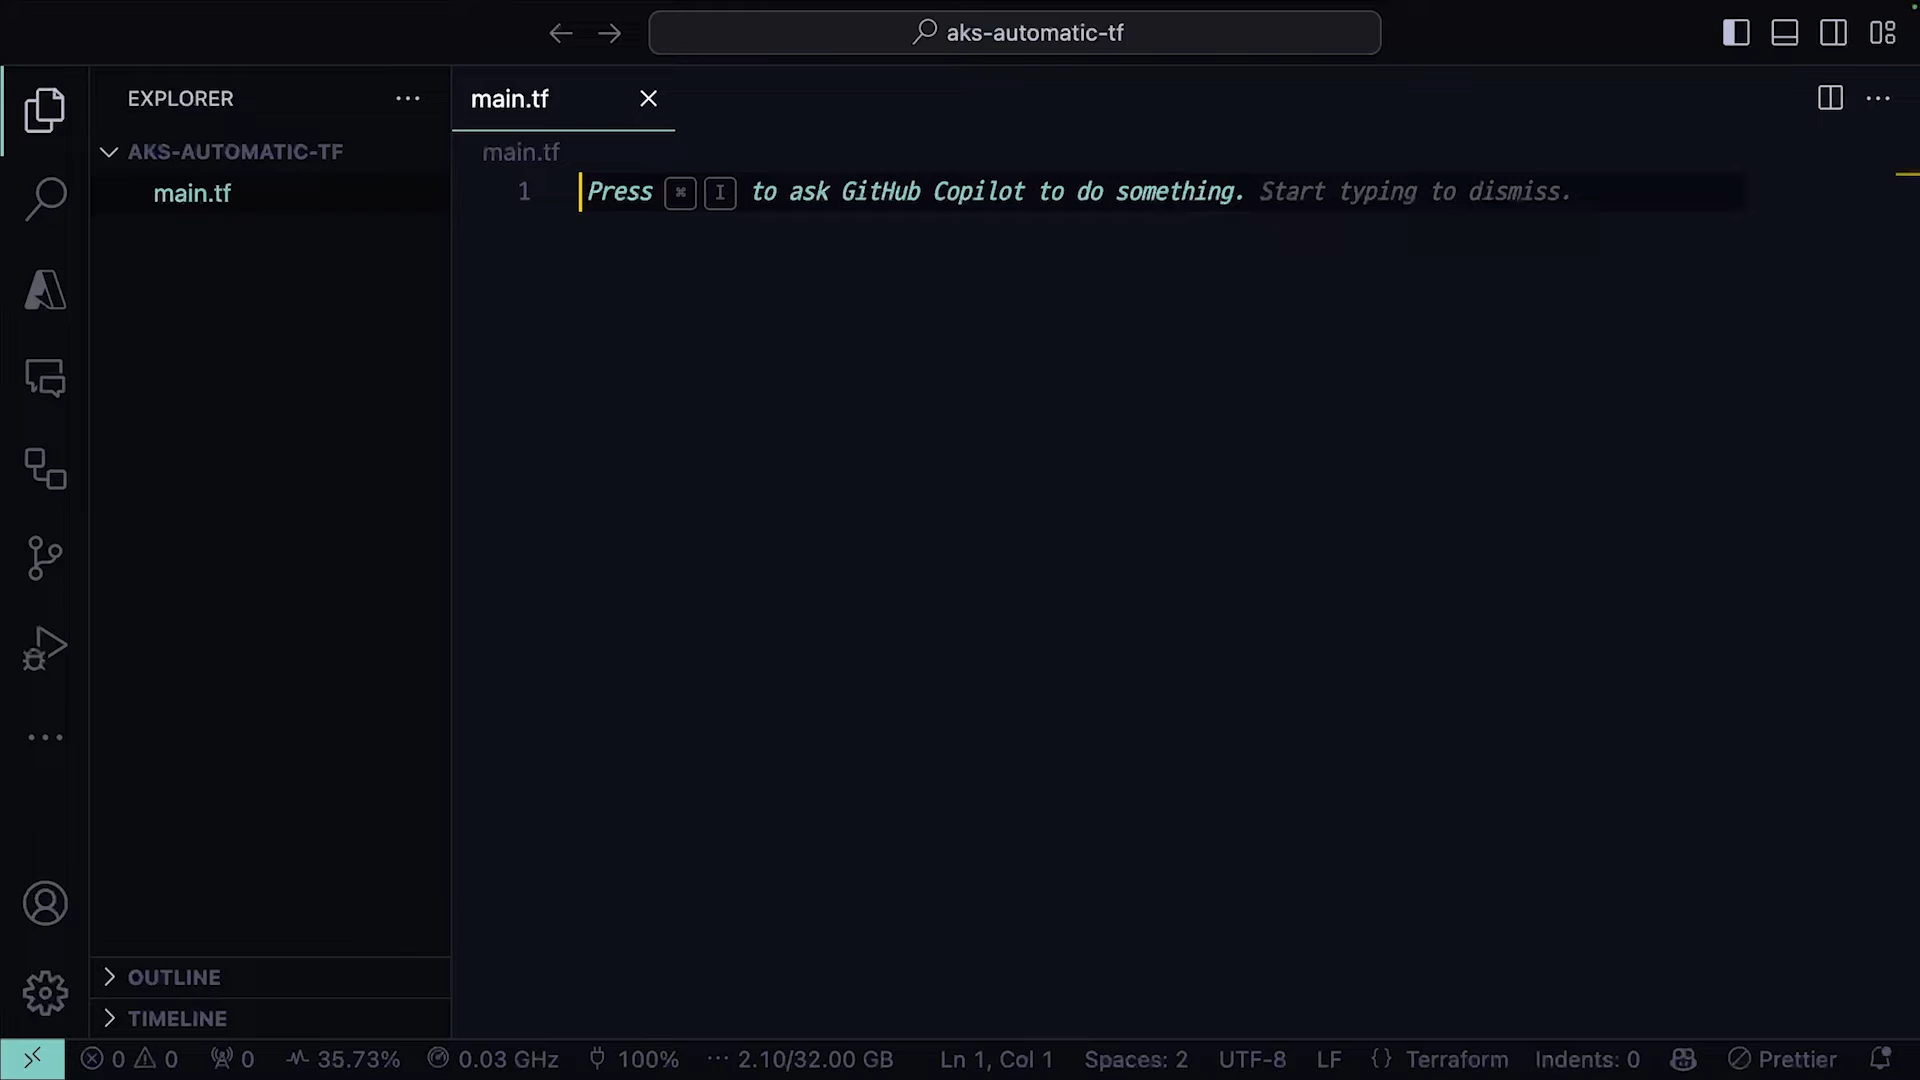 aks-automatic-tf
EXPLORER
AKS-AUTOMATIC-TF
main.tf
main.tf
main.tf
1 Press ⌘ I to ask GitHub Copilot to do something. Start typing to dismiss.
OUTLINE
TIMELINE
0 0 0 35.73% 0.03 GHz 100% 2.10/32.00 GB Ln 1, Col 1 Spaces: 2 UTF-8 LF {} Terraform Indents: 0 Prettier